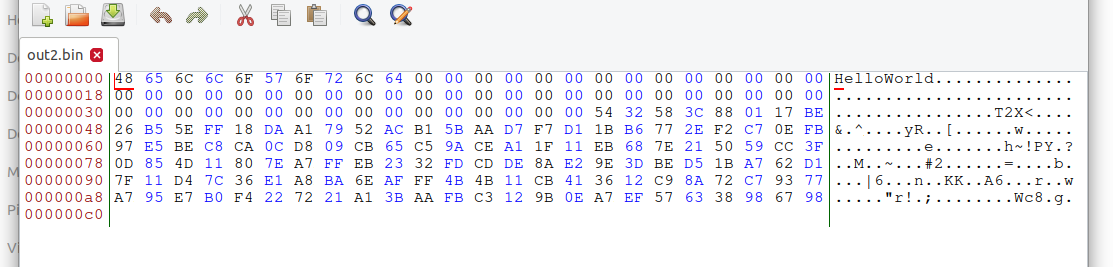 out2.bin
00000000 48 65 6C 6C 6F 57 6F 72 6C 64 00 00 00 00 00 00 00 00 00 00 00 00 00 00 HelloWorld..............
00000018 00 00 00 00 00 00 00 00 00 00 00 00 00 00 00 00 00 00 00 00 00 00 00 00 ........................
00000030 00 00 00 00 00 00 00 00 00 00 00 00 00 00 00 00 54 32 58 3C 88 01 17 BE ................T2X<....
00000048 26 B5 5E FF 18 DA A1 79 52 AC B1 5B AA D7 F7 D1 1B B6 77 2E F2 C7 0E FB &.^....yR..[......w.....
00000060 97 E5 BE C8 CA 0C D8 09 CB 65 C5 9A CE A1 1F 11 EB 68 7E 21 50 59 CC 3F .........e.......h~!PY.?
00000078 0D 85 4D 11 80 7E A7 FF EB 23 32 FD CD DE 8A E2 9E 3D BE D5 1B A7 62 D1 ..M..~...#2......=....b.
00000090 7F 11 D4 7C 36 E1 A8 BA 6E AF FF 4B 4B 11 CB 41 36 12 C9 8A 72 C7 93 77 ...|6...n..KK..A6...r..w
000000a8 A7 95 E7 B0 F4 22 72 21 A1 3B AA FB C3 12 9B 0E A7 EF 57 63 38 98 67 98 ....."r!.;........Wc8.g.
000000c0